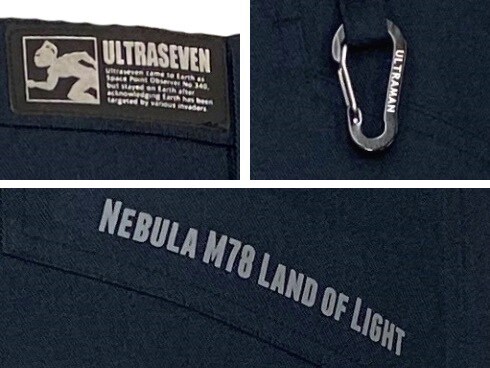 ULTRASEVEN
Ultraseven came to Earth as
Space Point Observer No 340,
but stayed on Earth after
acknowledging Earth has been
targeted by various invaders.
ULTRAMAN
NEBULA M78 LAND OF LIGHT